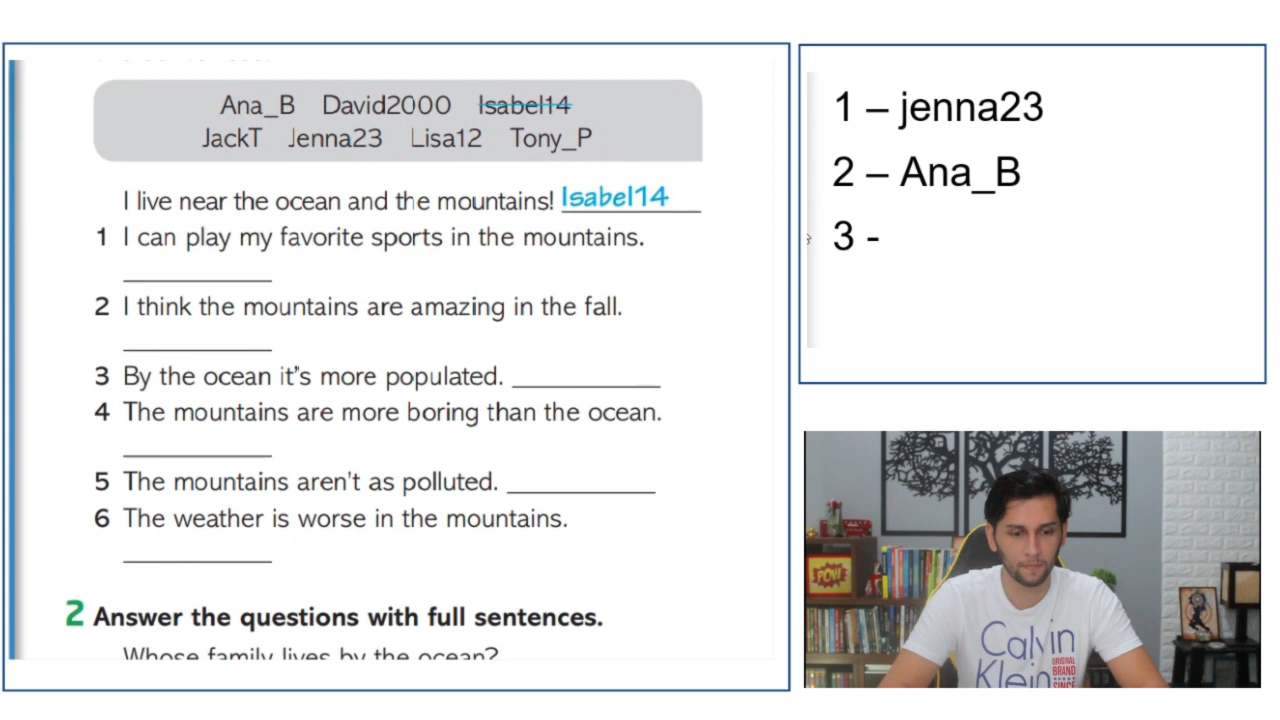 Ana_B David2000 Isabel14
JackT Jenna23 Lisa12 Tony_P
I live near the ocean and the mountains! Isabel14
1 I can play my favorite sports in the mountains.
2 I think the mountains are amazing in the fall.
3 By the ocean it's more populated.
4 The mountains are more boring than the ocean.
5 The mountains aren't as polluted.
6 The weather is worse in the mountains.
2 Answer the questions with full sentences.
Whose family lives by the ocean?
1 – jenna23
2 – Ana_B
3 -
POW
Calvin
Klein
ORIGINAL
BRAND
SINCE